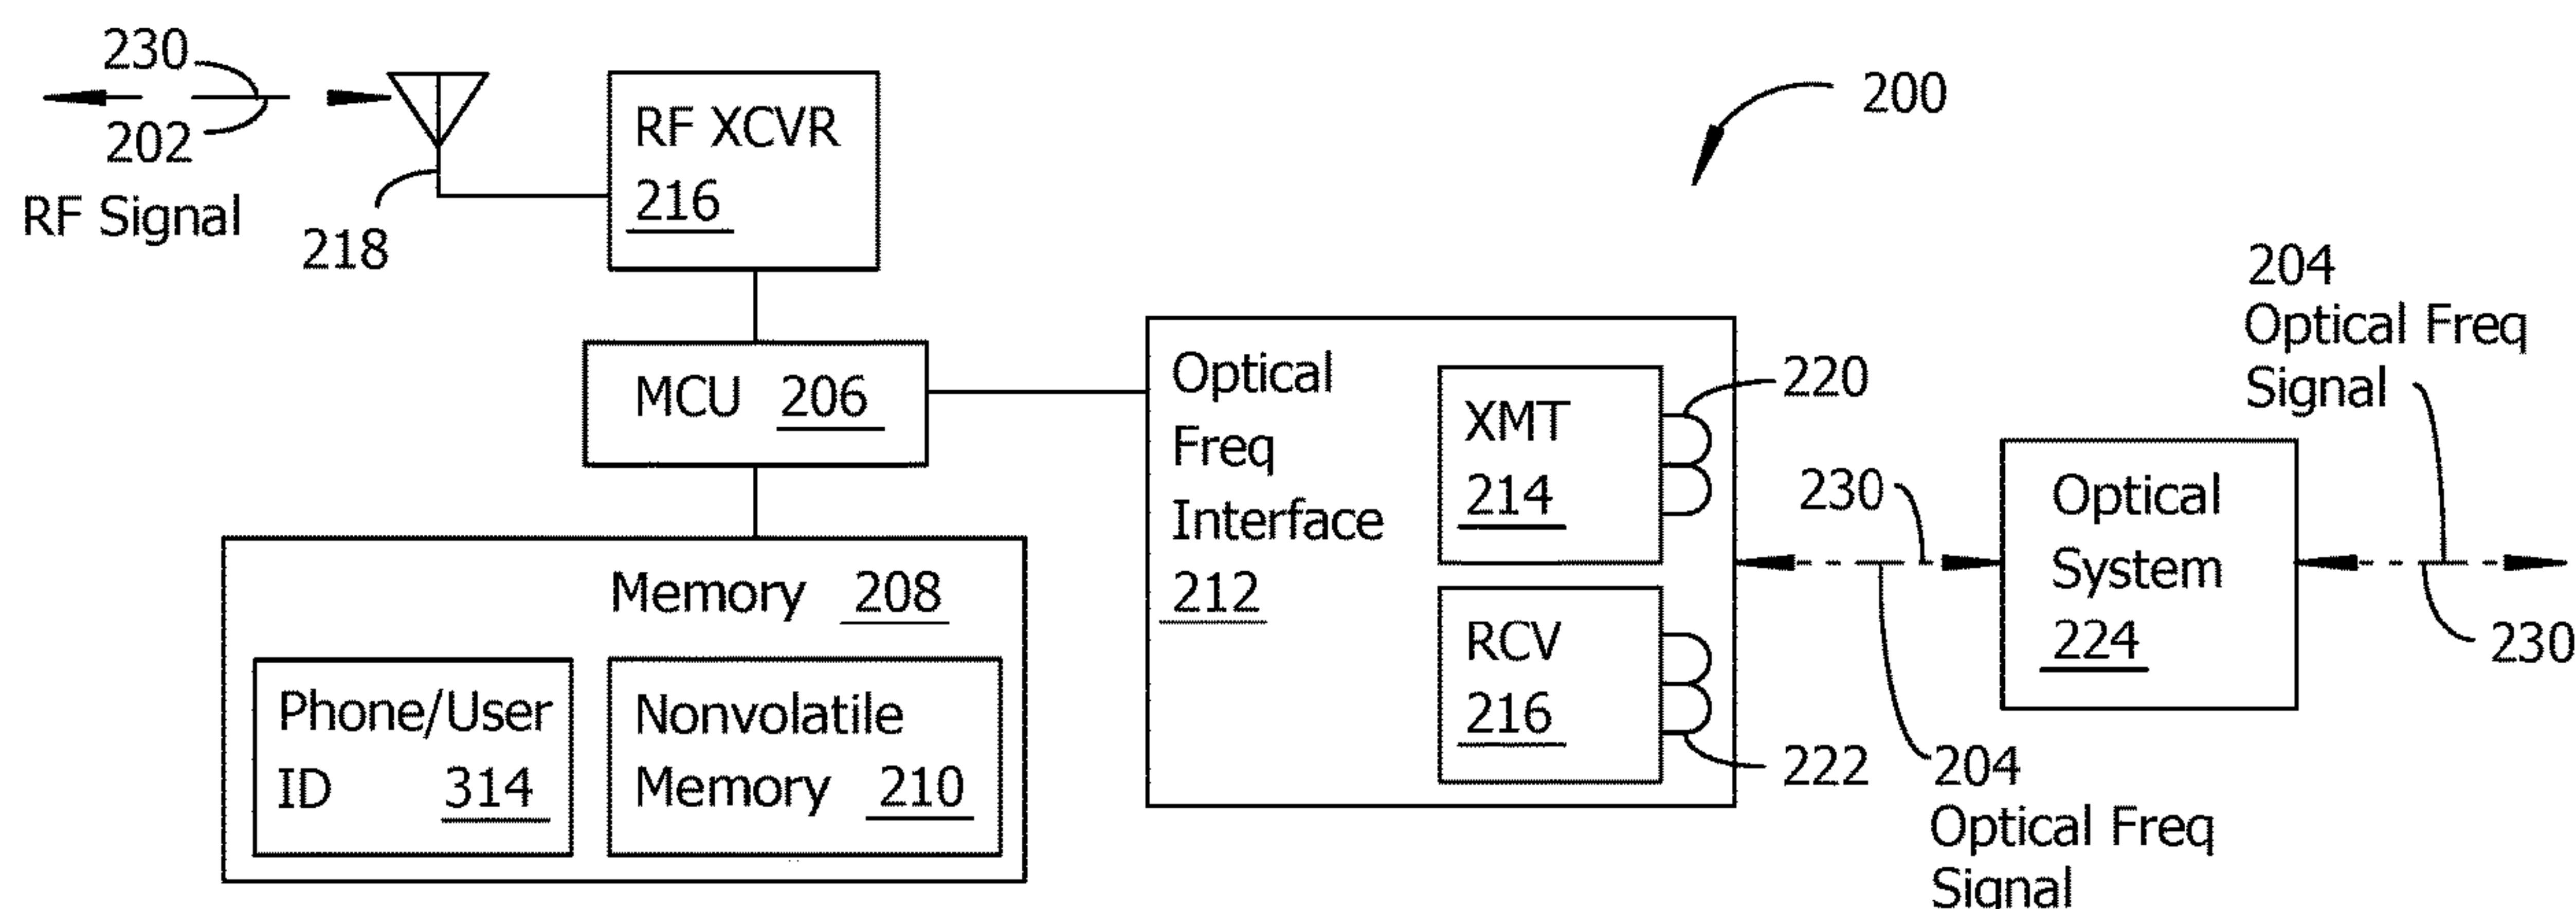 230
202
RF Signal
218
RF XCVR
216
200
MCU 206
Memory 208
Phone/User
ID 314
Nonvolatile
Memory 210
Optical
Freq
Interface
212
XMT
214
220
RCV
216
222
230
204
Optical Freq
Signal
Optical
System
224
204
Optical Freq
Signal
230